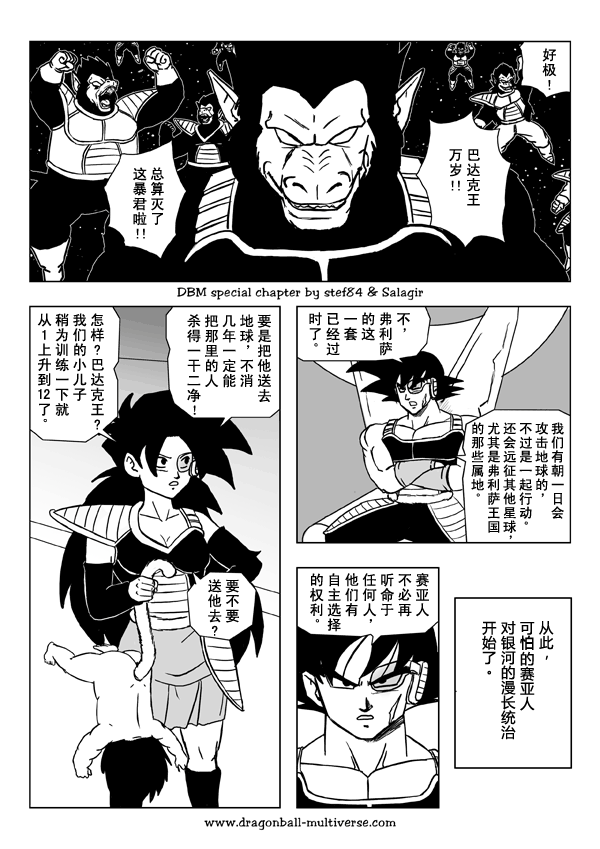 总算灭了
这暴君啦!!
巴达克王
万岁!!
好极！
DBM special chapter by stef84 & Salagir
怎样？巴达克王？
我们的小儿子
稍为训练一下就
从1上升到12了。
要是把他送去
地球，不消
几年一定能
把那里的人
杀得一干二净！
要不要
送他去？
不，
弗利萨
的这
一套
已经过
时了。
我们有朝一日会
攻击地球的，
不过是一起行动。
还会远征其他星球，
尤其是弗利萨王国
的那些属地。
赛亚人
不必再
听命于
任何人，
他们有
自主选择
的权利。
从此，
可怕的赛亚人
对银河的漫长统治
开始了。
www.dragonball-multiverse.com